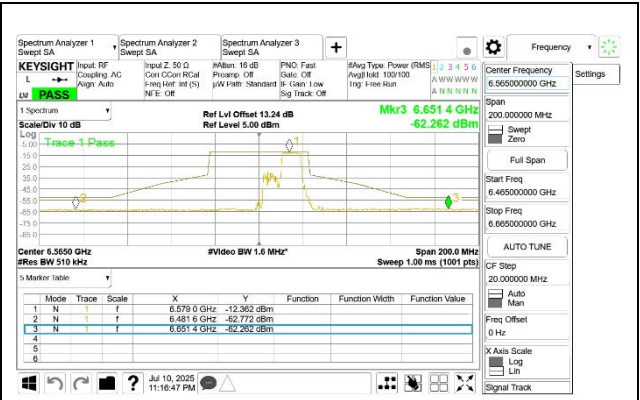 Spectrum Analyzer 1
Swept SA
Spectrum Analyzer 2
Swept SA
Spectrum Analyzer 3
Swept SA
+
Frequency
KEYSIGHT
L
PASS
Input: RF
Coupling: AC
Align: Auto
Input Z: 50 Ω
Corr CCorr RCal
Freq Ref: Int (S)
NFE: Off
#Atten: 16 dB
Preamp: Off
µW Path: Standard
PNO: Fast
Gate: Off
IF Gain: Low
Sig Track: Off
#Avg Type: Power (RMS)
Avg|Hold: 100/100
Trig: Free Run
1 2 3 4 5 6
A W W W W W
A N N N N N
1 Spectrum
Scale/Div 10 dB
Ref Lvl Offset 13.24 dB
Ref Level 5.00 dBm
Mkr3 6.651 4 GHz
-62.262 dBm
Log
Trace 1 Pass
-5.00
-15.0
-25.0
-35.0
-45.0
-55.0
-65.0
-75.0
-85.0
1
2
3
Center 6.5650 GHz
#Res BW 510 kHz
#Video BW 1.6 MHz*
Span 200.0 MHz
Sweep 1.00 ms (1001 pts)
5 Marker Table
Mode Trace Scale X Y Function Function Width Function Value
1 N 1 f 6.579 0 GHz -12.362 dBm
2 N 1 f 6.481 6 GHz -62.772 dBm
3 N 1 f 6.651 4 GHz -62.262 dBm
4
5
6
Jul 10, 2025
11:16:47 PM
Center Frequency
6.565000000 GHz
Settings
Span
200.000000 MHz
Swept
Zero
Full Span
Start Freq
6.465000000 GHz
Stop Freq
6.665000000 GHz
AUTO TUNE
CF Step
20.000000 MHz
Auto
Man
Freq Offset
0 Hz
X Axis Scale
Log
Lin
Signal Track